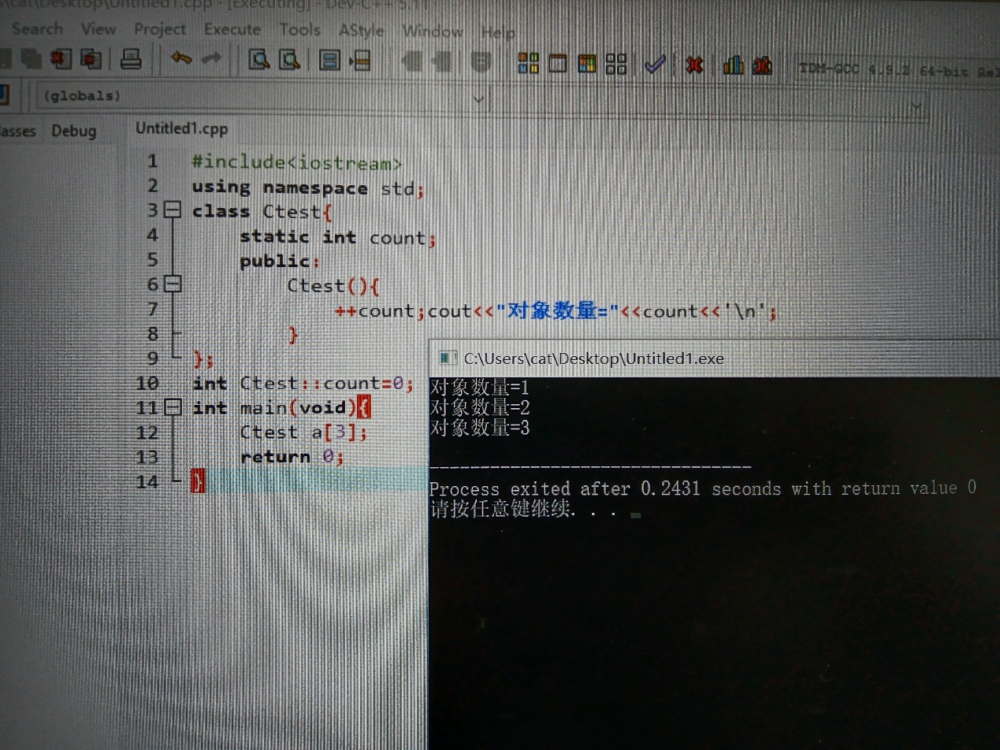 \cat\Desktop\Untitled1.cpp - [Executing] - Dev-C++ 5.11
Search View Project Execute Tools AStyle Window Help
TDM-GCC 4.9.2 64-bit Rel
(globals)
asses Debug Untitled1.cpp
1 #include<iostream>
2 using namespace std;
3 class Ctest{
4 static int count;
5 public:
6 Ctest(){
7 ++count;cout<<"对象数量="<<count<<'\n';
8 }
9 };
10 int Ctest::count=0;
11 int main(void){
12 Ctest a[3];
13 return 0;
14 }
C:\Users\cat\Desktop\Untitled1.exe
对象数量=1
对象数量=2
对象数量=3
--------------------------------
Process exited after 0.2431 seconds with return value 0
请按任意键继续. . .